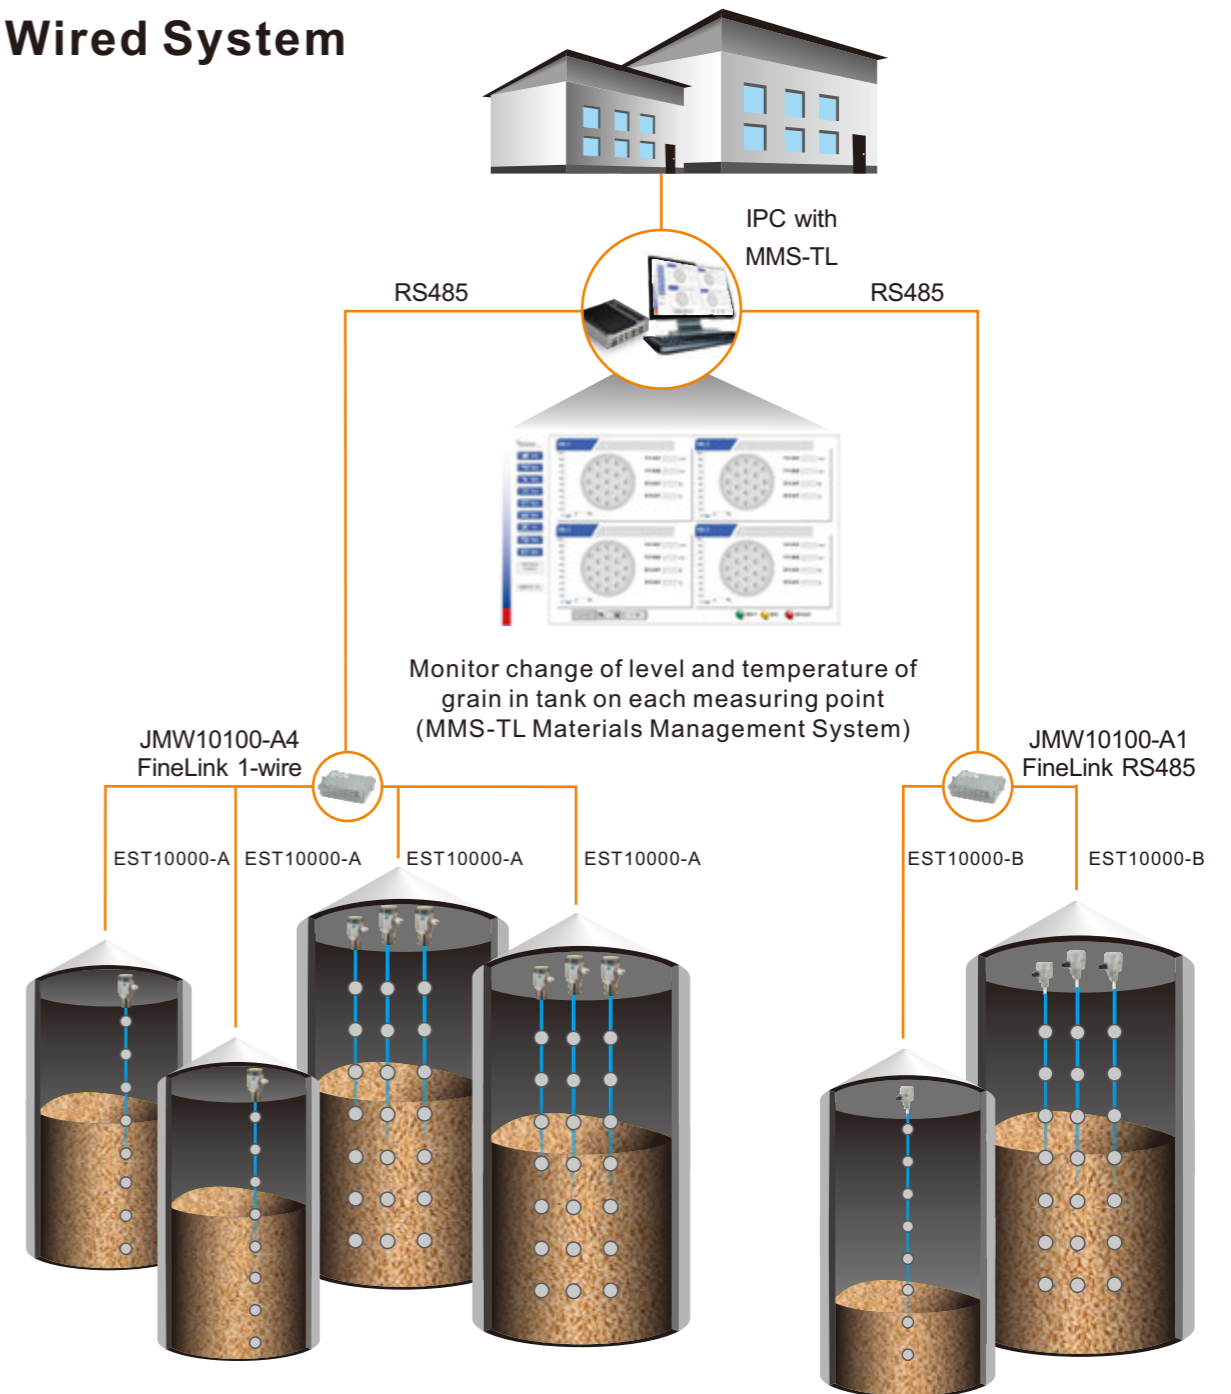 Wired System
IPC with
MMS-TL
RS485
RS485
Monitor change of level and temperature of
grain in tank on each measuring point
(MMS-TL Materials Management System)
JMW10100-A4
FineLink 1-wire
JMW10100-A1
FineLink RS485
EST10000-A
EST10000-A
EST10000-A
EST10000-A
EST10000-B
EST10000-B